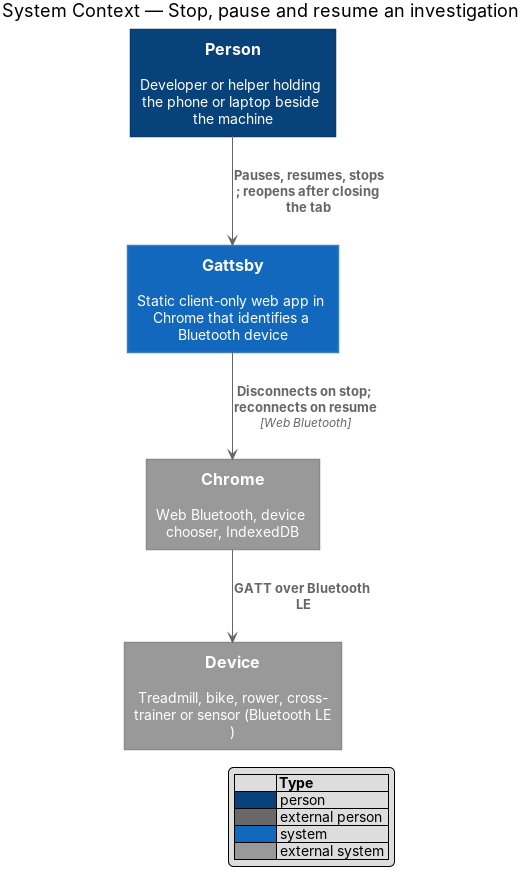 System Context — Stop, pause and resume an investigation
Person
Developer or helper holding
the phone or laptop beside
the machine
Pauses, resumes, stops
; reopens after closing
the tab
Gattsby
Static client-only web app in
Chrome that identifies a
Bluetooth device
Disconnects on stop;
reconnects on resume
[Web Bluetooth]
Chrome
Web Bluetooth, device
chooser, IndexedDB
GATT over Bluetooth
LE
Device
Treadmill, bike, rower, cross-
trainer or sensor (Bluetooth LE
)
Type
person
external person
system
external system